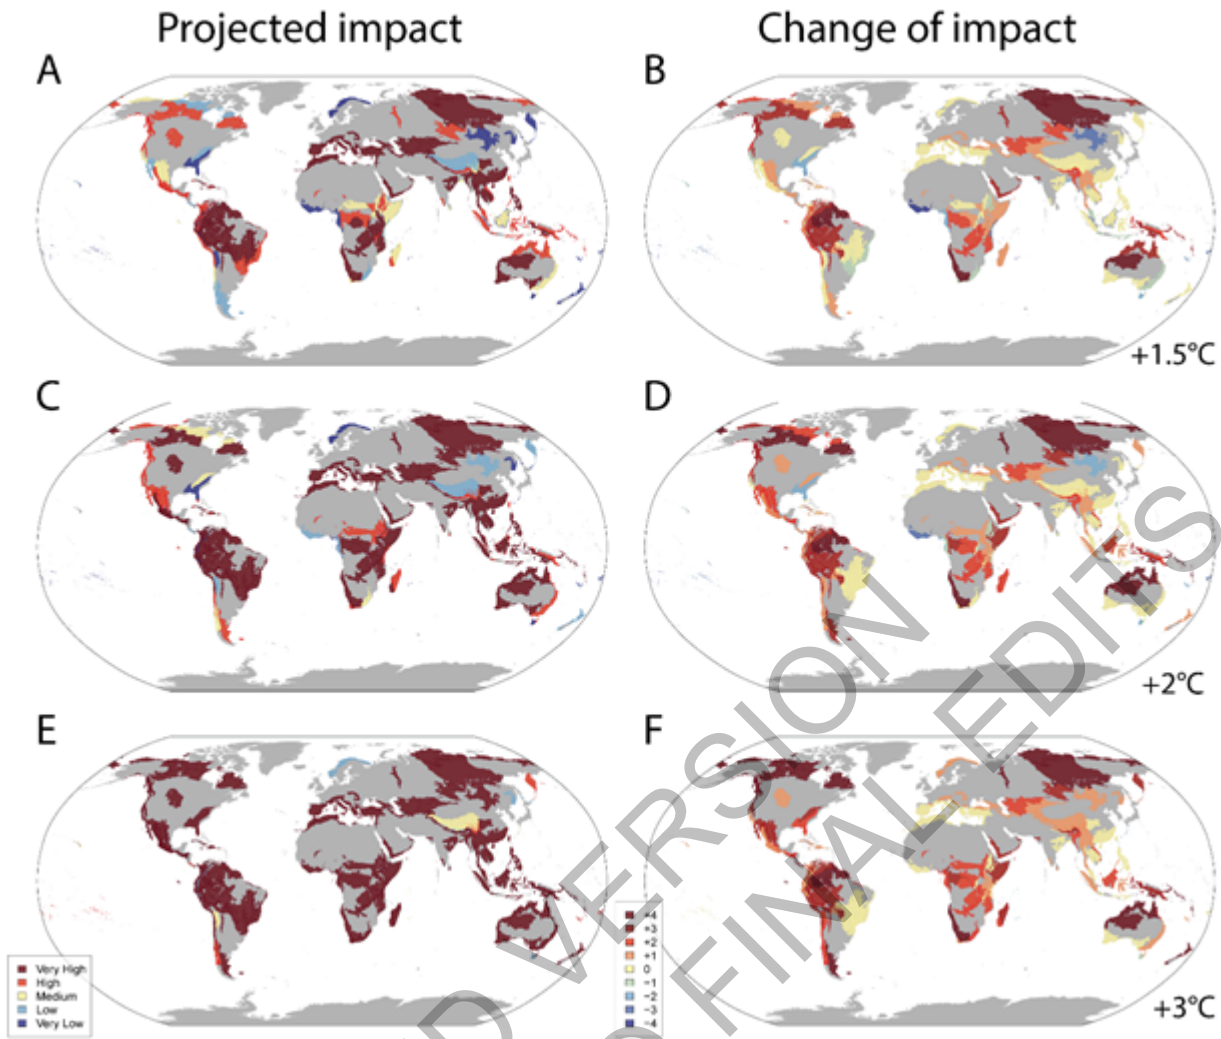 Projected impact
Change of impact
A
B
+1.5°C
C
D
+2°C
E
F
Very High
High
Medium
Low
Very Low
+4
+3
+2
+1
0
−1
−2
−3
−4
+3°C
D VERSION
FINAL EDITS